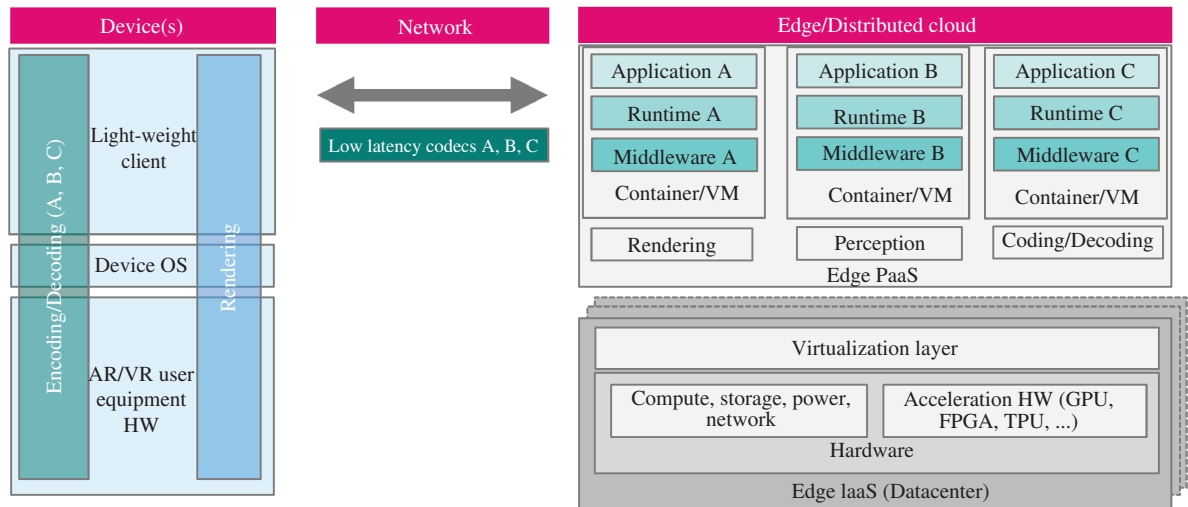 Device(s)
Light-weight
client
Device OS
AR/VR user
equipment
HW
Encoding/Decoding (A, B, C)
Rendering
Network
Low latency codecs A, B, C
Edge/Distributed cloud
Application A
Runtime A
Middleware A
Container/VM
Application B
Runtime B
Middleware B
Container/VM
Application C
Runtime C
Middleware C
Container/VM
Rendering
Perception
Coding/Decoding
Edge PaaS
Virtualization layer
Compute, storage, power,
network
Acceleration HW (GPU,
FPGA, TPU, ...)
Hardware
Edge laaS (Datacenter)